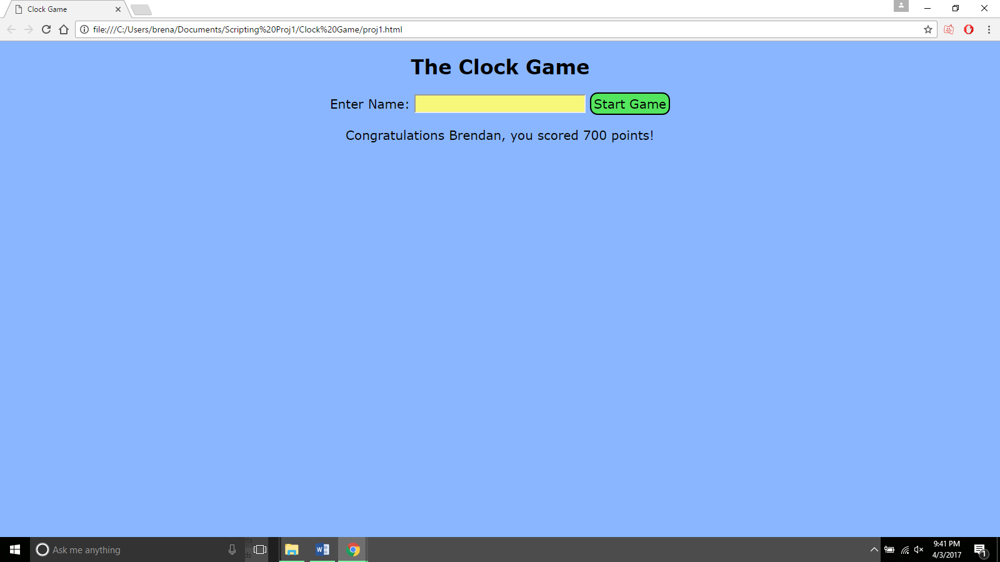 Clock Game
file:///C:/Users/brena/Documents/Scripting%20Proj1/Clock%20Game/proj1.html
The Clock Game
Enter Name: Start Game
Congratulations Brendan, you scored 700 points!
Ask me anything
9:41 PM
4/3/2017
1